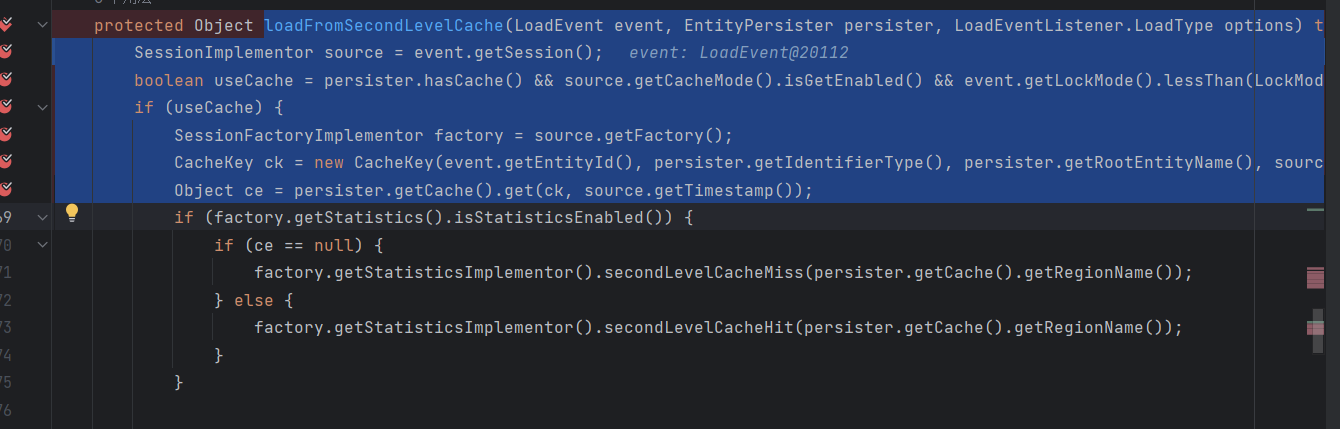 protected Object loadFromSecondLevelCache(LoadEvent event, EntityPersister persister, LoadEventListener.LoadType options) t
SessionImplementor source = event.getSession();   event: LoadEvent@20112
boolean useCache = persister.hasCache() && source.getCacheMode().isGetEnabled() && event.getLockMode().lessThan(LockMod
if (useCache) {
SessionFactoryImplementor factory = source.getFactory();
CacheKey ck = new CacheKey(event.getEntityId(), persister.getIdentifierType(), persister.getRootEntityName(), sourc
Object ce = persister.getCache().get(ck, source.getTimestamp());
69 if (factory.getStatistics().isStatisticsEnabled()) {
70 if (ce == null) {
71 factory.getStatisticsImplementor().secondLevelCacheMiss(persister.getCache().getRegionName());
72 } else {
73 factory.getStatisticsImplementor().secondLevelCacheHit(persister.getCache().getRegionName());
74 }
75 }
76